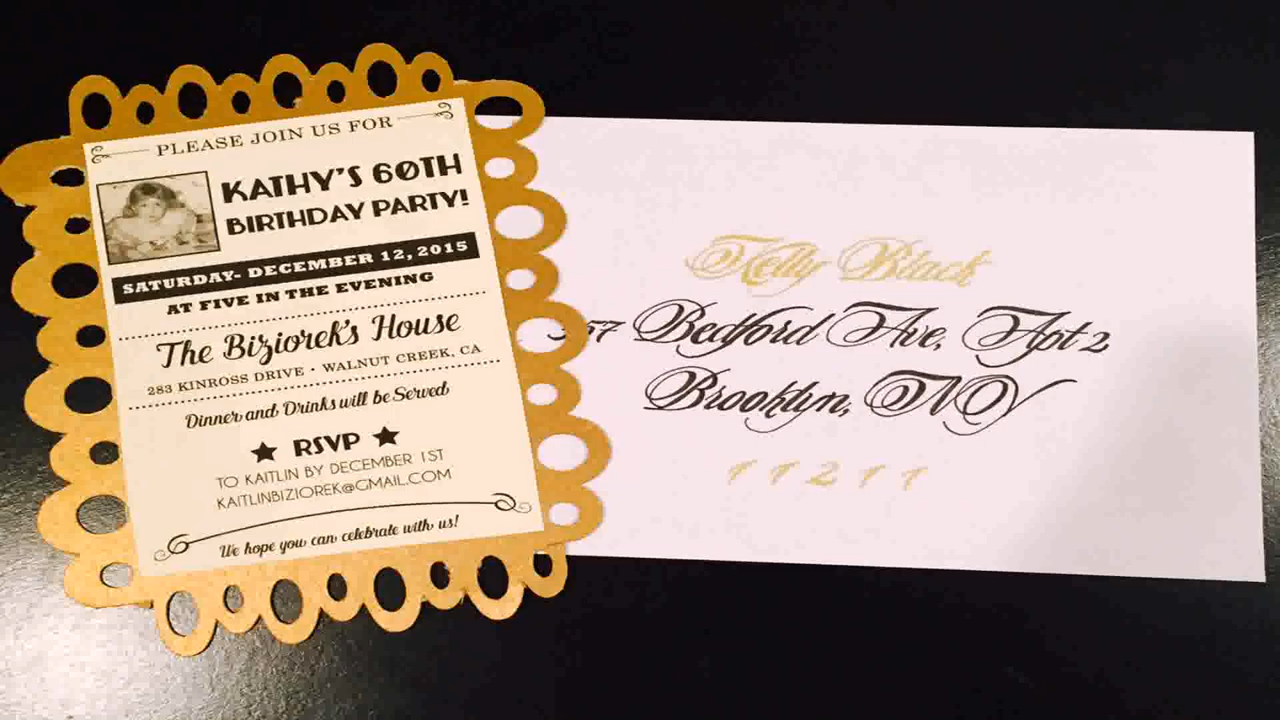 PLEASE JOIN US FOR
KATHY'S 60TH
BIRTHDAY PARTY!
SATURDAY- DECEMBER 12, 2015
AT FIVE IN THE EVENING
The Biziorek's House
283 KINROSS DRIVE • WALNUT CREEK, CA
Dinner and Drinks will be Served
★ RSVP ★
TO KAITLIN BY DECEMBER 1ST
KAITLINBIZIOREK@GMAIL.COM
We hope you can celebrate with us!
Kelly Black
Bedford Ave, Apt 2
Brooklyn, NY
11211